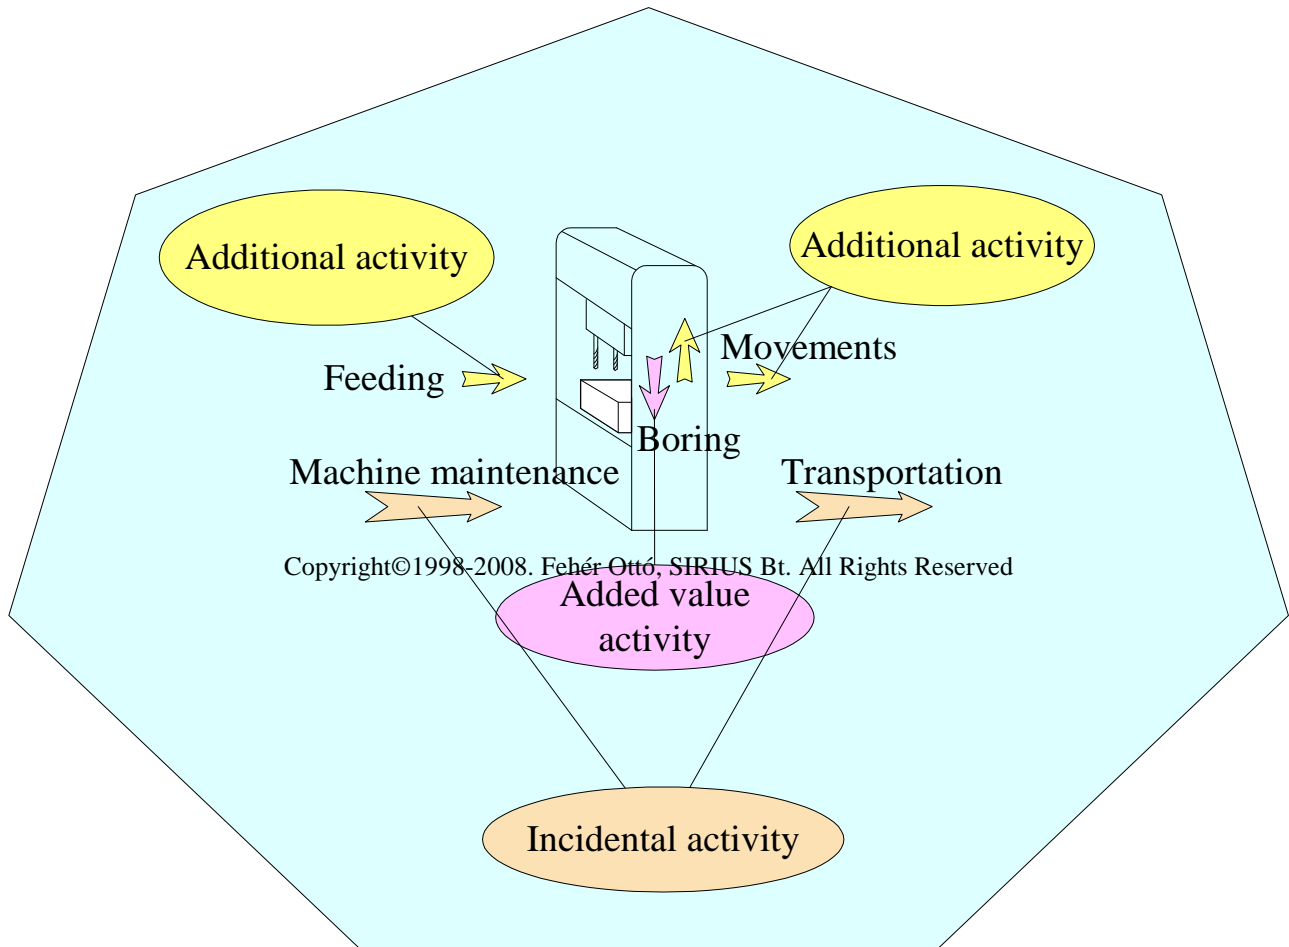 Additional activity
Additional activity
Movements
Feeding
Boring
Machine maintenance
Transportation
Copyright©1998-2008. Fehér Ottó, SIRIUS Bt. All Rights Reserved
Added value
activity
Incidental activity